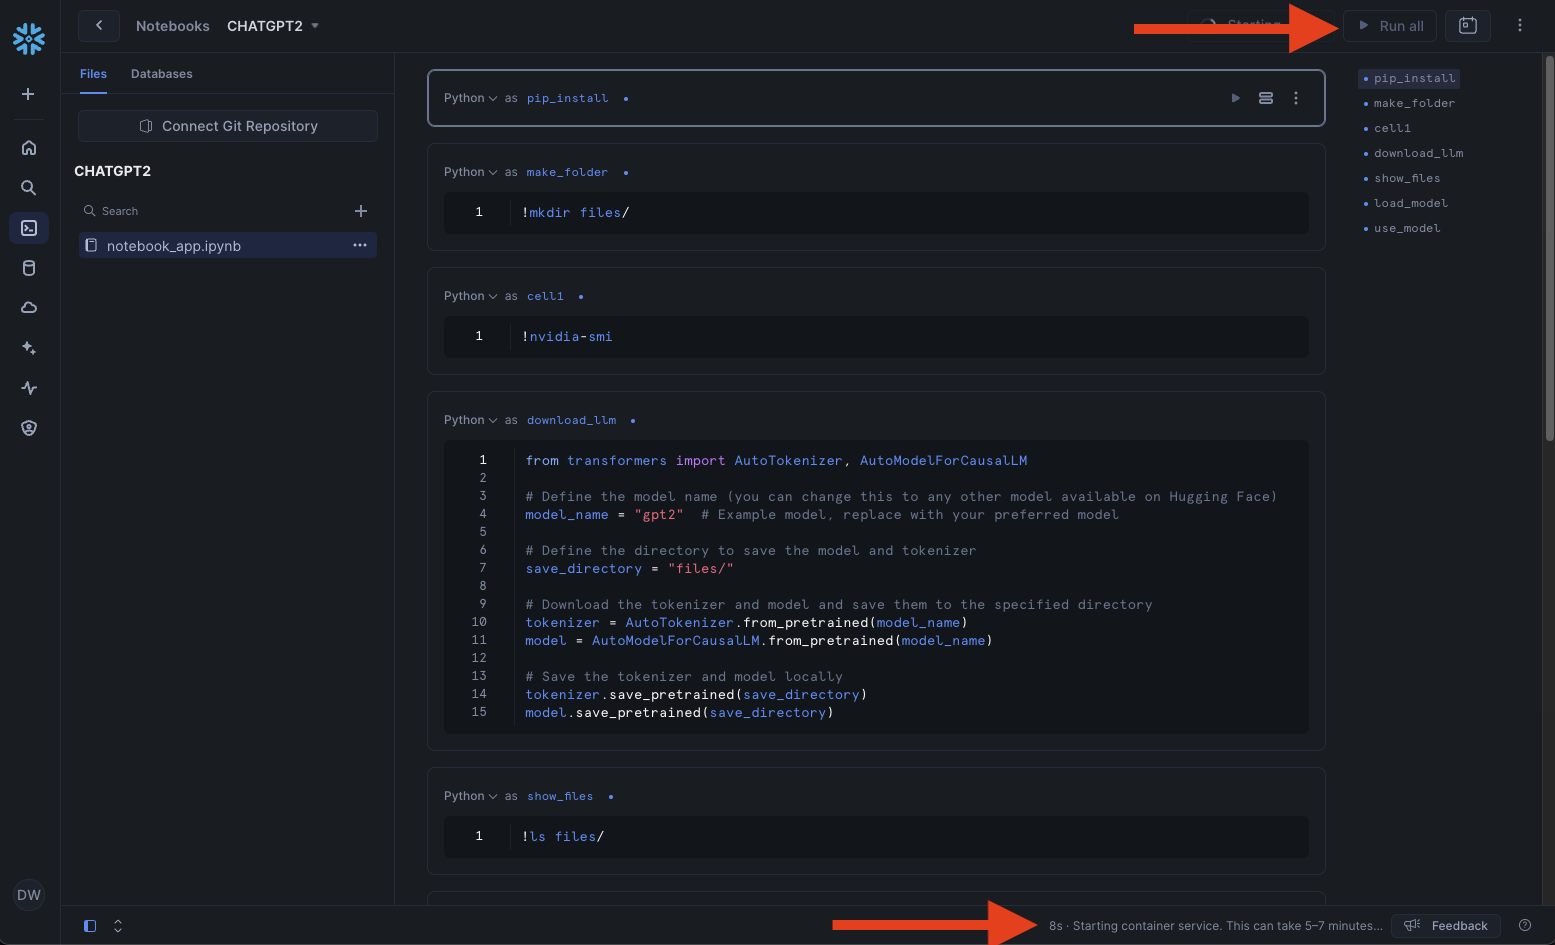 Notebooks CHATGPT2
Starting
Run all
Files Databases
Connect Git Repository
CHATGPT2
Search
notebook_app.ipynb
DW
Python as pip_install
Python as make_folder
1 !mkdir files/
Python as cell1
1 !nvidia-smi
Python as download_llm
1 from transformers import AutoTokenizer, AutoModelForCausalLM
2
3 # Define the model name (you can change this to any other model available on Hugging Face)
4 model_name = "gpt2"  # Example model, replace with your preferred model
5
6 # Define the directory to save the model and tokenizer
7 save_directory = "files/"
8
9 # Download the tokenizer and model and save them to the specified directory
10 tokenizer = AutoTokenizer.from_pretrained(model_name)
11 model = AutoModelForCausalLM.from_pretrained(model_name)
12
13 # Save the tokenizer and model locally
14 tokenizer.save_pretrained(save_directory)
15 model.save_pretrained(save_directory)
Python as show_files
1 !ls files/
pip_install
make_folder
cell1
download_llm
show_files
load_model
use_model
8s · Starting container service. This can take 5–7 minutes...
Feedback